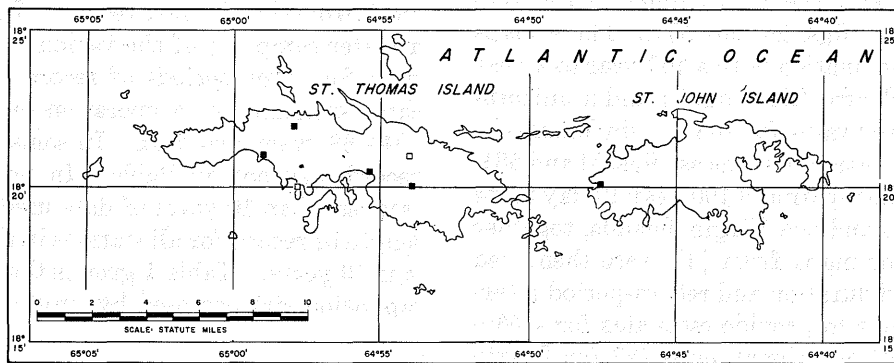 65°05' 65°00' 64°55' 64°50' 64°45' 64°40'
18° 25' 18° 25'
ATLANTIC OCEAN
ST. THOMAS ISLAND ST. JOHN ISLAND
18° 20' 18° 20'
0 2 4 6 8 10
SCALE: STATUTE MILES
18° 15' 18° 15'
65°05' 65°00' 64°55' 64°50' 64°45' 64°40'